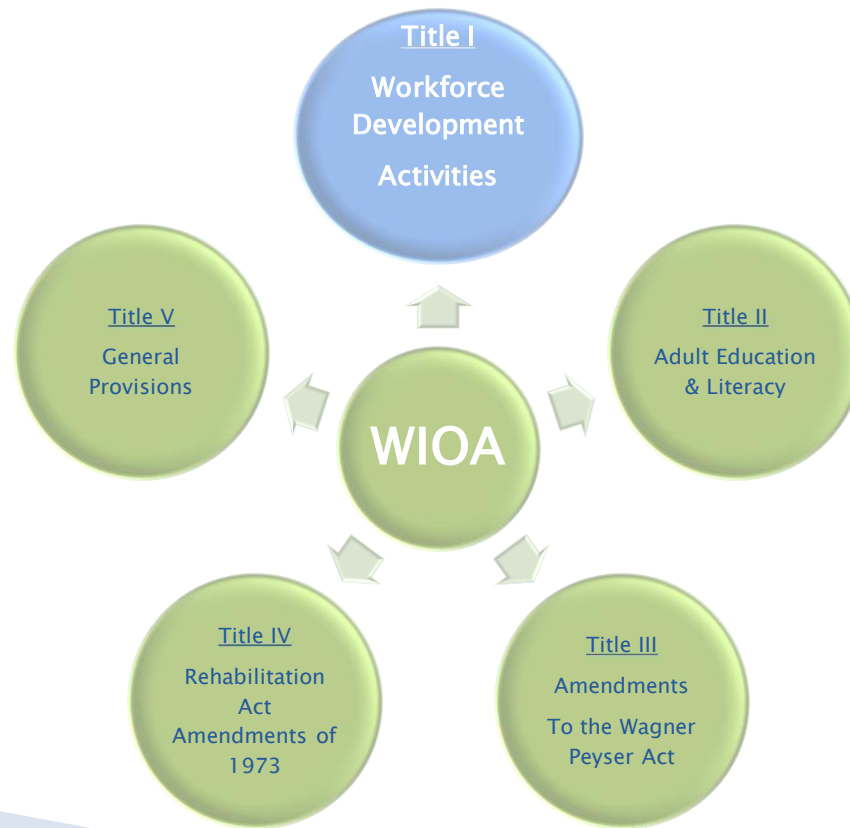 Title I
Workforce
Development
Activities
Title V
General
Provisions
Title II
Adult Education
& Literacy
WIOA
Title IV
Rehabilitation
Act
Amendments of
1973
Title III
Amendments
To the Wagner
Peyser Act